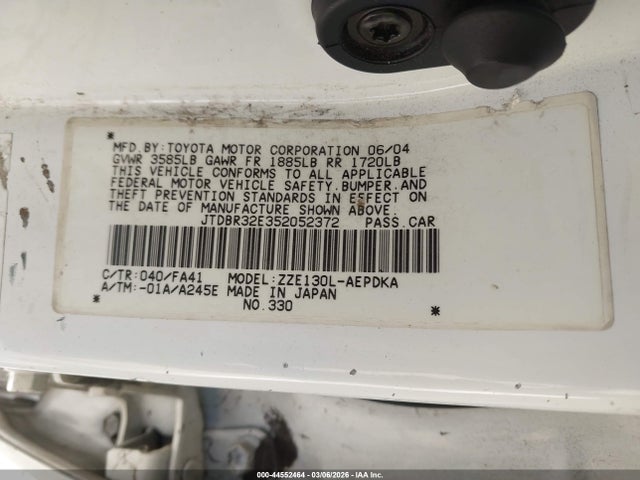 *
MFD.BY:TOYOTA MOTOR CORPORATION 06/04
GVWR 3585LB GAWR FR 1885LB RR 1720LB
THIS VEHICLE CONFORMS TO ALL APPLICABLE
FEDERAL MOTOR VEHICLE SAFETY.BUMPER.AND
THEFT PREVENTION STANDARDS IN EFFECT ON
THE DATE OF MANUFACTURE SHOWN ABOVE.
JTDBR32E352052372 PASS.CAR
C/TR:040/FA41 MODEL:ZZE130L-AEPDKA
A/TM:-01A/A245E MADE IN JAPAN
* NO.330 *
000-44552464 | 03/06/2026 - IAA Inc.